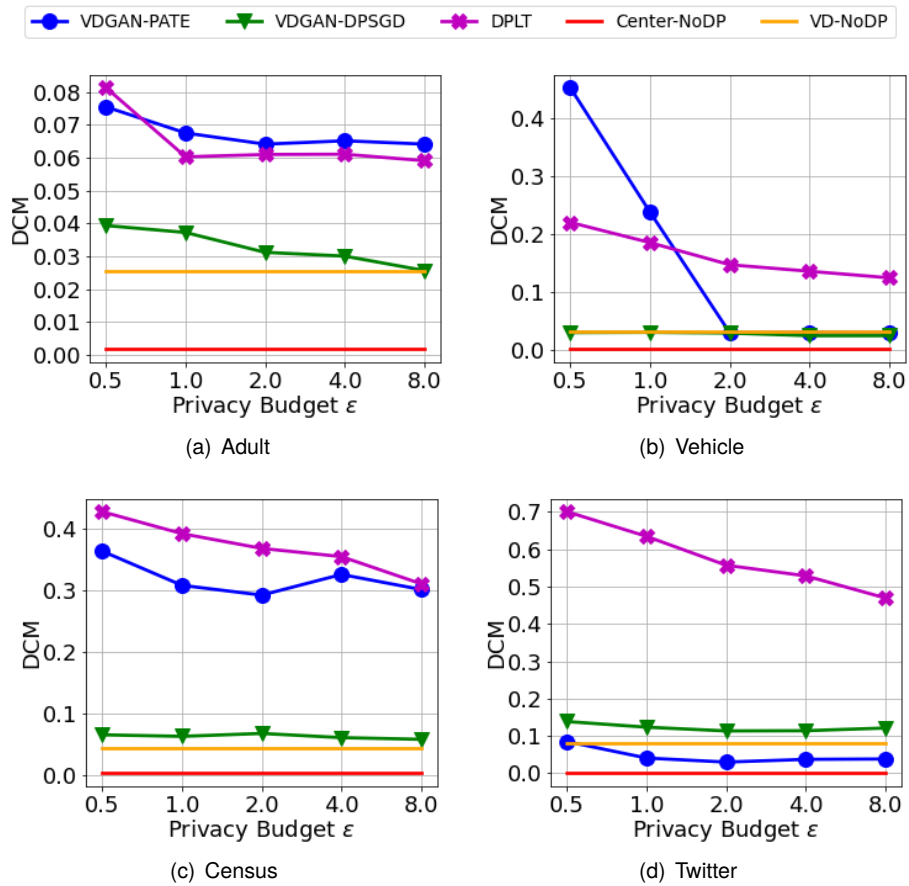 VDGAN-PATE VDGAN-DPSGD DPLT Center-NoDP VD-NoDP
DCM
0.08
0.07
0.06
0.05
0.04
0.03
0.02
0.01
0.00
0.5 1.0 2.0 4.0 8.0
Privacy Budget ε
(a) Adult
DCM
0.4
0.3
0.2
0.1
0.0
0.5 1.0 2.0 4.0 8.0
Privacy Budget ε
(b) Vehicle
DCM
0.4
0.3
0.2
0.1
0.0
0.5 1.0 2.0 4.0 8.0
Privacy Budget ε
(c) Census
DCM
0.7
0.6
0.5
0.4
0.3
0.2
0.1
0.0
0.5 1.0 2.0 4.0 8.0
Privacy Budget ε
(d) Twitter